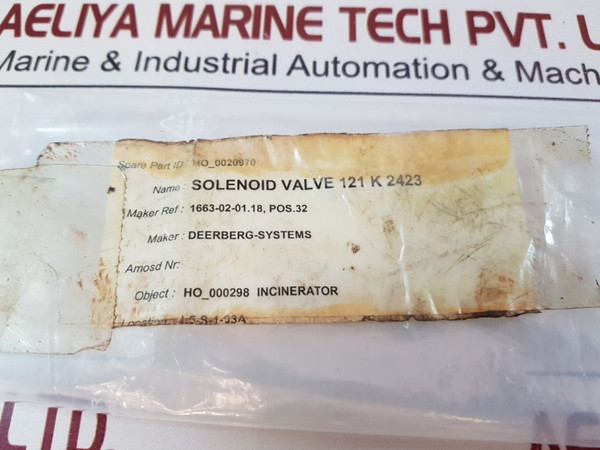 AELIYA MARINE TECH PVT.
Marine & Industrial Automation & Mach
Spare Part ID: HO_0020970
Name: SOLENOID VALVE 121 K 2423
Maker Ref: 1663-02-01.18, POS.32
Maker: DEERBERG-SYSTEMS
Amosd Nr:
Object: HO_000298 INCINERATOR
LTD.